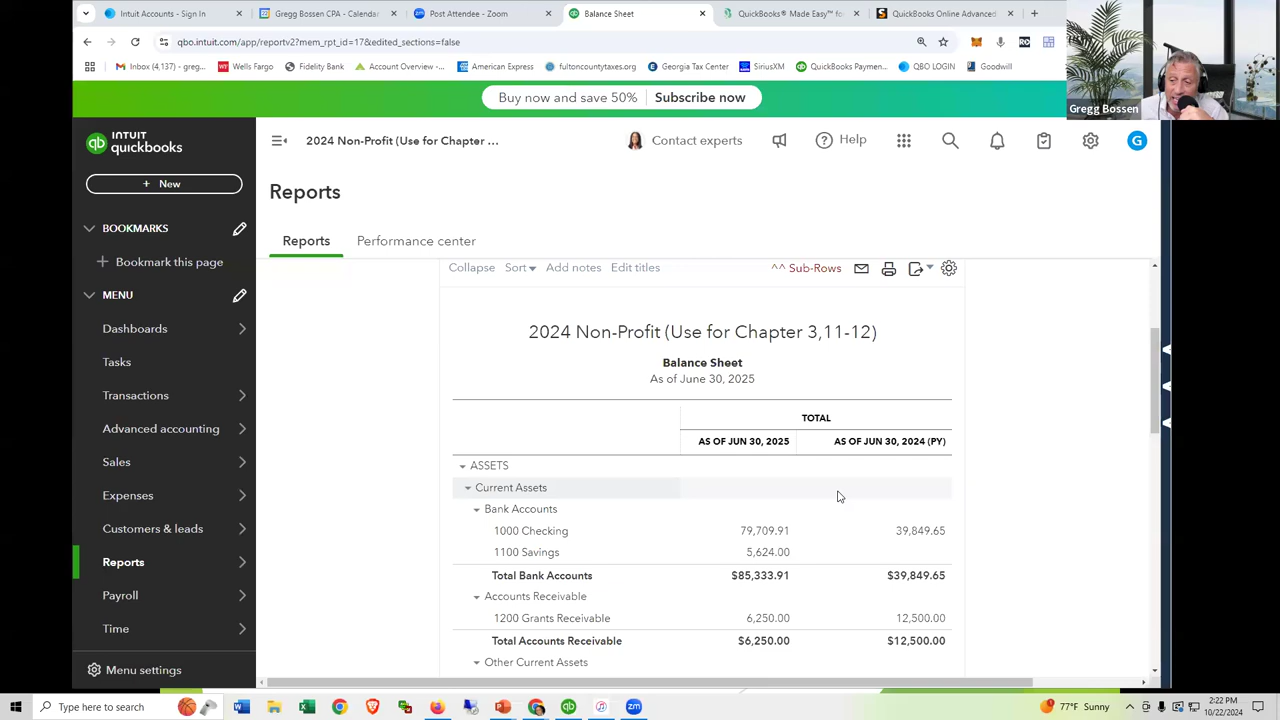 Intuit Accounts - Sign In
Gregg Bossen CPA - Calendar
Post Attendee - Zoom
Balance Sheet
QuickBooks® Made Easy™ for
QuickBooks Online Advanced
qbo.intuit.com/app/reportv2?mem_rpt_id=17&edited_sections=false
Inbox (4,137) - greg...
Wells Fargo
Fidelity Bank
Account Overview -...
American Express
fultoncountytaxes.org
Georgia Tax Center
SiriusXM
QuickBooks Paymen...
QBO LOGIN
Goodwill
Gregg Bossen
Buy now and save 50%
Subscribe now
INTUIT
quickbooks
2024 Non-Profit (Use for Chapter ...
Contact experts
Help
G
+ New
Reports
BOOKMARKS
Bookmark this page
MENU
Dashboards
Tasks
Transactions
Advanced accounting
Sales
Expenses
Customers & leads
Reports
Payroll
Time
Menu settings
Reports
Performance center
Collapse
Sort
Add notes
Edit titles
^^ Sub-Rows
2024 Non-Profit (Use for Chapter 3,11-12)
Balance Sheet
As of June 30, 2025
TOTAL
AS OF JUN 30, 2025 AS OF JUN 30, 2024 (PY)
ASSETS
Current Assets
Bank Accounts
1000 Checking 79,709.91 39,849.65
1100 Savings 5,624.00
Total Bank Accounts $85,333.91 $39,849.65
Accounts Receivable
1200 Grants Receivable 6,250.00 12,500.00
Total Accounts Receivable $6,250.00 $12,500.00
Other Current Assets
Type here to search
77°F Sunny
2:22 PM
10/22/2024